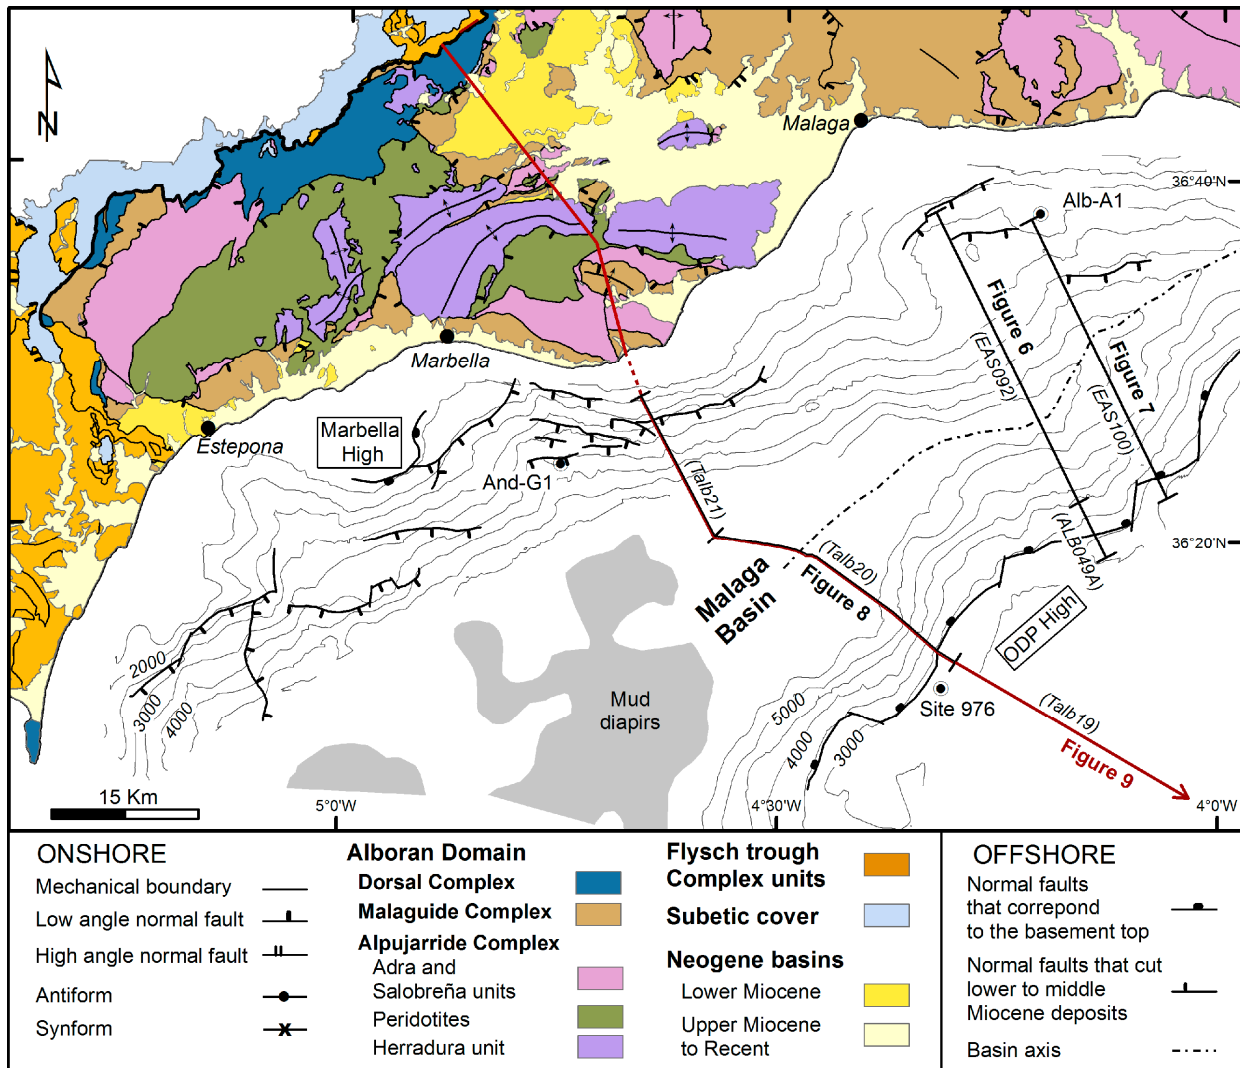 N
Malaga
36°40'N
Alb-A1
Figure 6
(EAS092)
Figure 7
(EAS100)
Marbella
Estepona
Marbella
High
And-G1
(Talb21)
36°20'N
(ALB049A)
(Talb20)
Figure 8
Malaga
Basin
ODP High
2000
3000
4000
Mud
diapirs
5000
4000
3000
Site 976
(Talb19)
Figure 9
15 Km
5°0'W
4°30'W
4°0'W
ONSHORE
Mechanical boundary
Low angle normal fault
High angle normal fault
Antiform
Synform
x
Alboran Domain
Dorsal Complex
Malaguide Complex
Alpujarride Complex
Adra and
Salobreña units
Peridotites
Herradura unit
Flysch trough
Complex units
Subetic cover
Neogene basins
Lower Miocene
Upper Miocene
to Recent
OFFSHORE
Normal faults
that correpond
to the basement top
Normal faults that cut
lower to middle
Miocene deposits
Basin axis